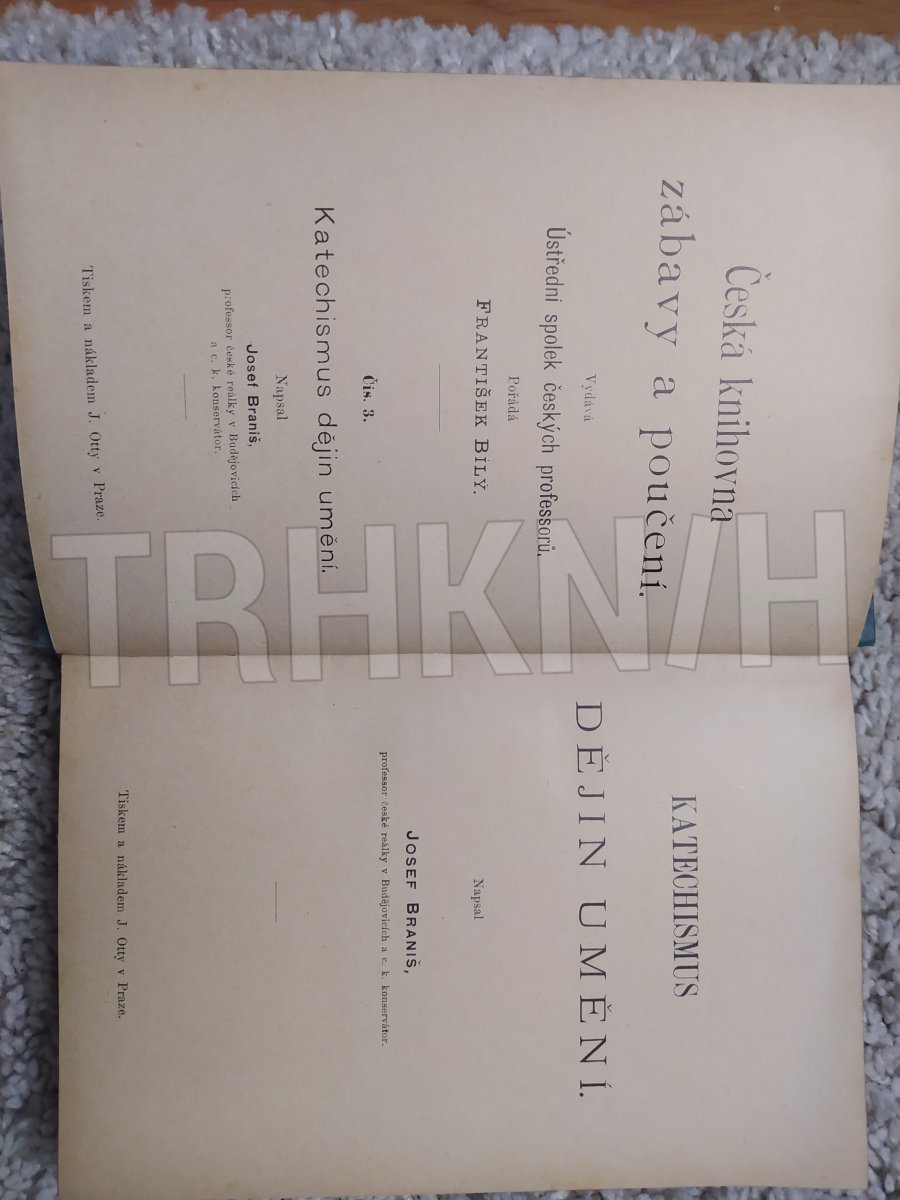 Česká knihovna
zábavy a poučení.
Vydává
Ústřední spolek českých professorů.
Pořádá
FRANTIŠEK BÍLÝ.
Čís. 3.
Katechismus dějin umění.
Napsal
Josef Braniš,
professor české reálky v Budějovicích
a c. k. konservátor.
Tiskem a nákladem J. Otty v Praze.
KATECHISMUS
DĚJIN UMĚNÍ.
Napsal
JOSEF BRANIŠ,
professor české reálky v Budějovicích a c. k. konservátor.
Tiskem a nákladem J. Otty v Praze.
TRHKNIH